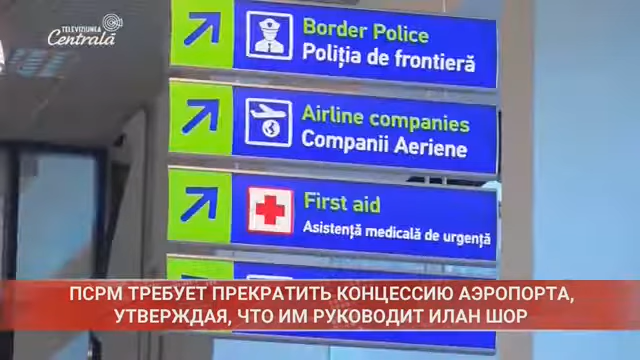 TELEVIZIUNEA
Centrală
Border Police
Poliția de frontieră
Airline companies
Companii Aeriene
First aid
Asistență medicală de urgență
ПСРМ ТРЕБУЕТ ПРЕКРАТИТЬ КОНЦЕССИЮ АЭРОПОРТА,
УТВЕРЖДАЯ, ЧТО ИМ РУКОВОДИТ ИЛАН ШОР